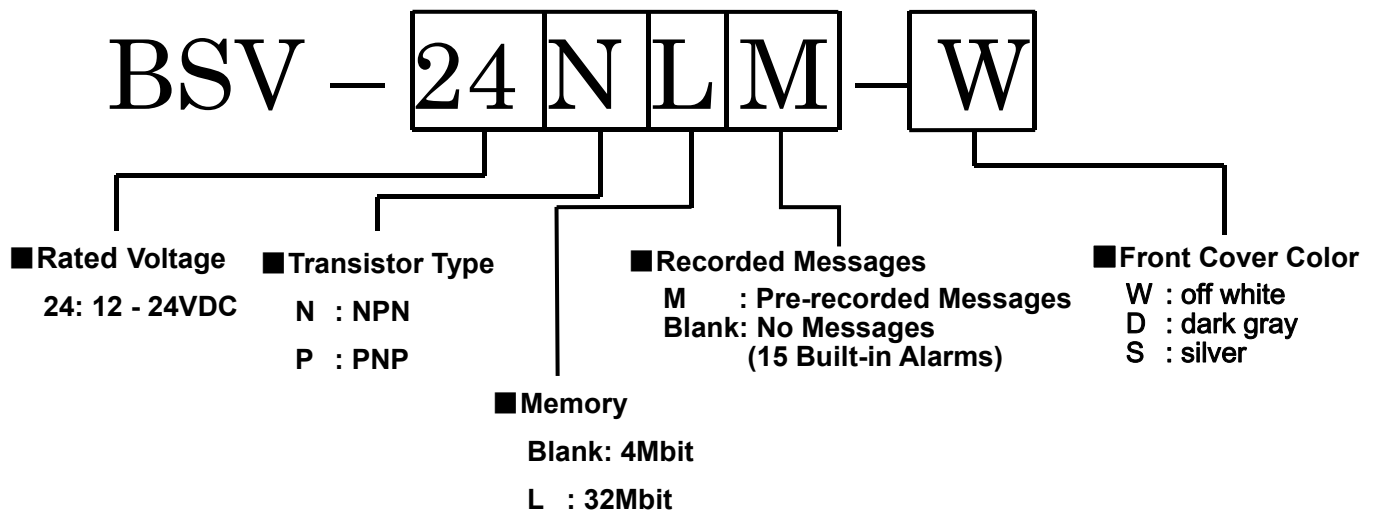 BSV – 24NLM – W
■Rated Voltage
24: 12 - 24VDC
■Transistor Type
N : NPN
P : PNP
■Memory
Blank: 4Mbit
L : 32Mbit
■Recorded Messages
M : Pre-recorded Messages
Blank: No Messages
(15 Built-in Alarms)
■Front Cover Color
W : off white
D : dark gray
S : silver